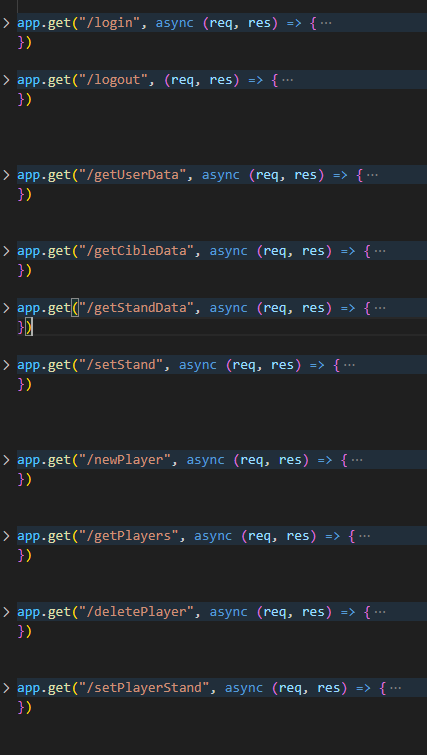 app.get("/login", async (req, res) => { ···
})
app.get("/logout", (req, res) => { ···
})
app.get("/getUserData", async (req, res) => { ···
})
app.get("/getCibleData", async (req, res) => { ···
})
app.get("/getStandData", async (req, res) => { ···
})
app.get("/setStand", async (req, res) => { ···
})
app.get("/newPlayer", async (req, res) => { ···
})
app.get("/getPlayers", async (req, res) => { ···
})
app.get("/deletePlayer", async (req, res) => { ···
})
app.get("/setPlayerStand", async (req, res) => { ···
})